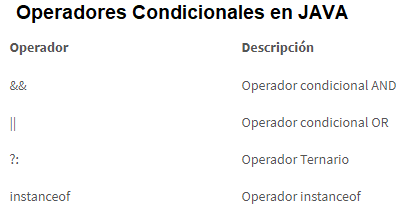 Operadores Condicionales en JAVA
Operador Descripción
&& Operador condicional AND
|| Operador condicional OR
?: Operador Ternario
instanceof Operador instanceof